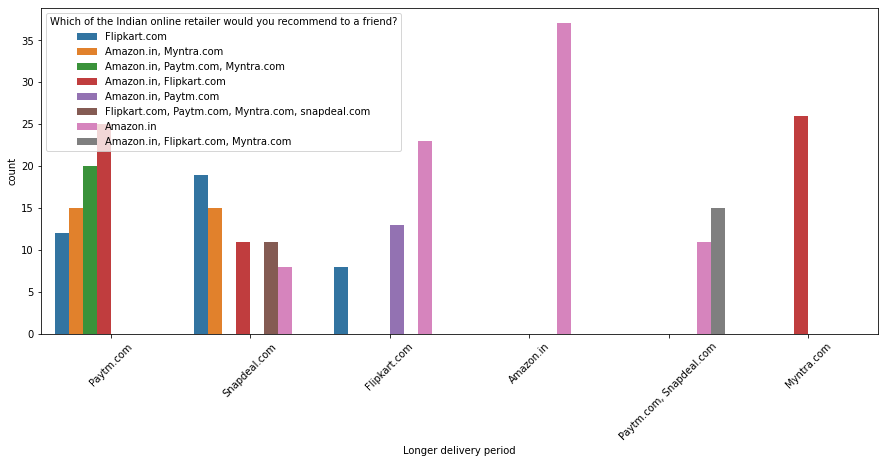 Which of the Indian online retailer would you recommend to a friend?
Flipkart.com
Amazon.in, Myntra.com
Amazon.in, Paytm.com, Myntra.com
Amazon.in, Flipkart.com
Amazon.in, Paytm.com
Flipkart.com, Paytm.com, Myntra.com, snapdeal.com
Amazon.in
Amazon.in, Flipkart.com, Myntra.com
count
35
30
25
20
15
10
5
0
Paytm.com
Snapdeal.com
Flipkart.com
Amazon.in
Paytm.com, Snapdeal.com
Myntra.com
Longer delivery period